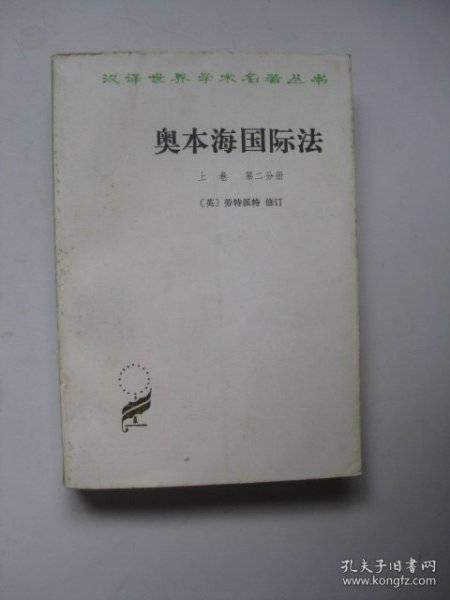 汉译世界学术名著丛书
奥本海国际法
上卷 第二分册
〔英〕劳特派特 修订
孔夫子旧书网
www.kongfz.com